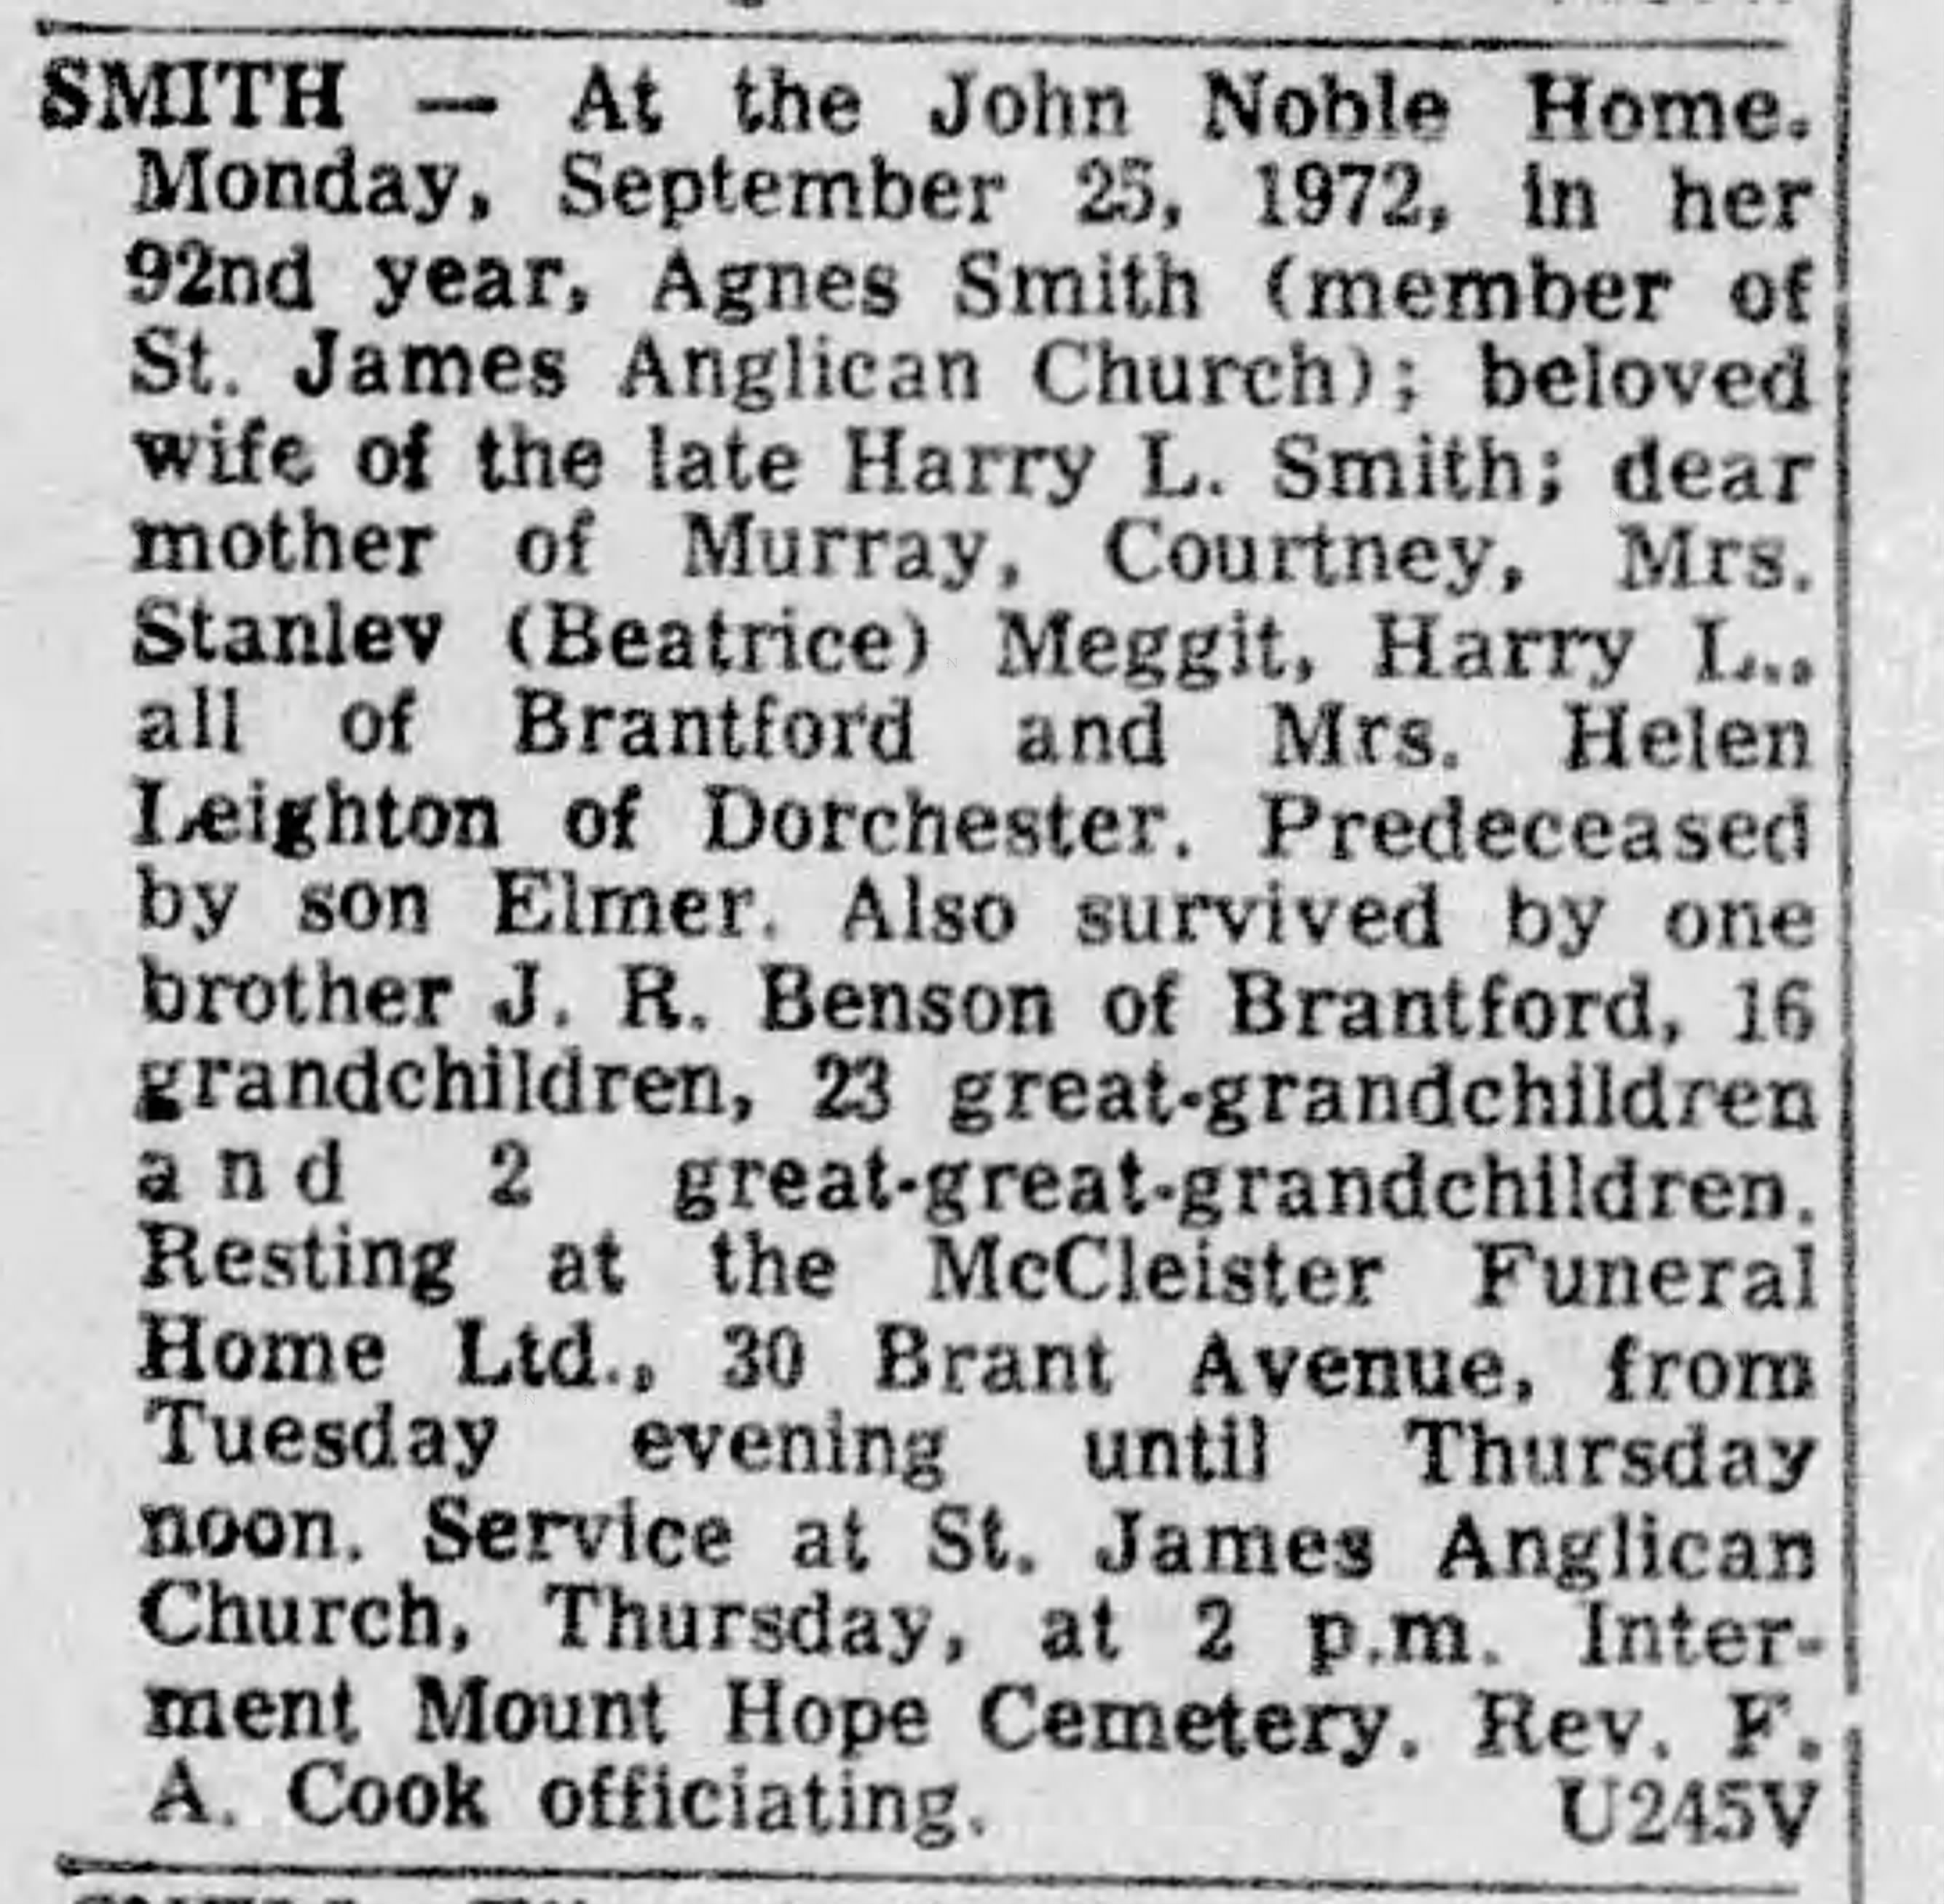 SMITH — At the John Noble Home.
Monday, September 25, 1972, in her
92nd year, Agnes Smith (member of
St. James Anglican Church); beloved
wife of the late Harry L. Smith; dear
mother of Murray, Courtney, Mrs.
Stanley (Beatrice) Meggit, Harry L.,
all of Brantford and Mrs. Helen
Leighton of Dorchester. Predeceased
by son Elmer. Also survived by one
brother J. R. Benson of Brantford, 16
grandchildren, 23 great-grandchildren
and 2 great-great-grandchildren.
Resting at the McCleister Funeral
Home Ltd., 30 Brant Avenue, from
Tuesday evening until Thursday
noon. Service at St. James Anglican
Church, Thursday, at 2 p.m. Inter-
ment Mount Hope Cemetery. Rev. F.
A. Cook officiating. U245V